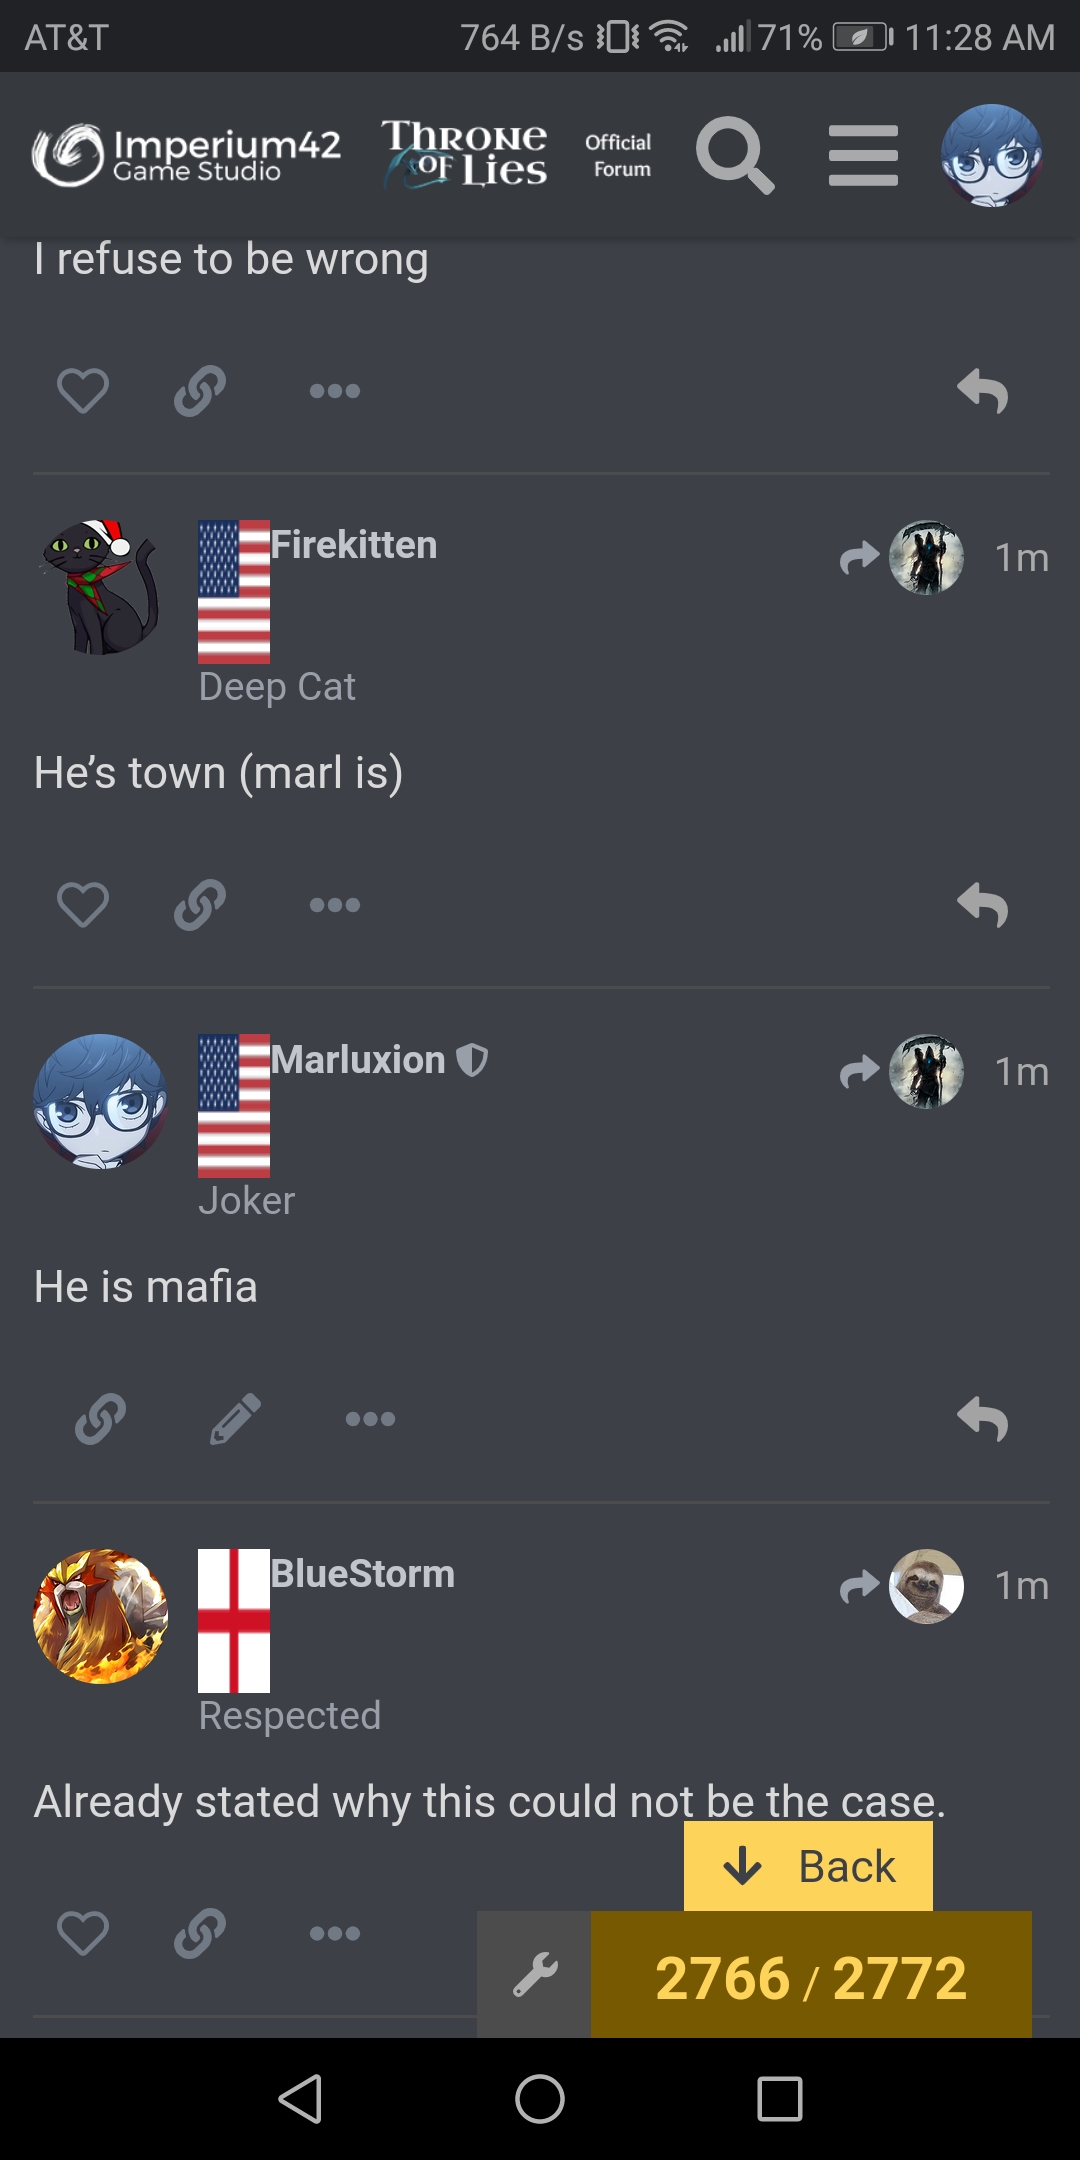 AT&T 764 B/s 71% 11:28 AM
Imperium42
Game Studio
THRONE
OF LIES
Official
Forum
I refuse to be wrong
Firekitten 1m
Deep Cat
He’s town (marl is)
Marluxion 1m
Joker
He is mafia
BlueStorm 1m
Respected
Already stated why this could not be the case.
Back
2766 / 2772